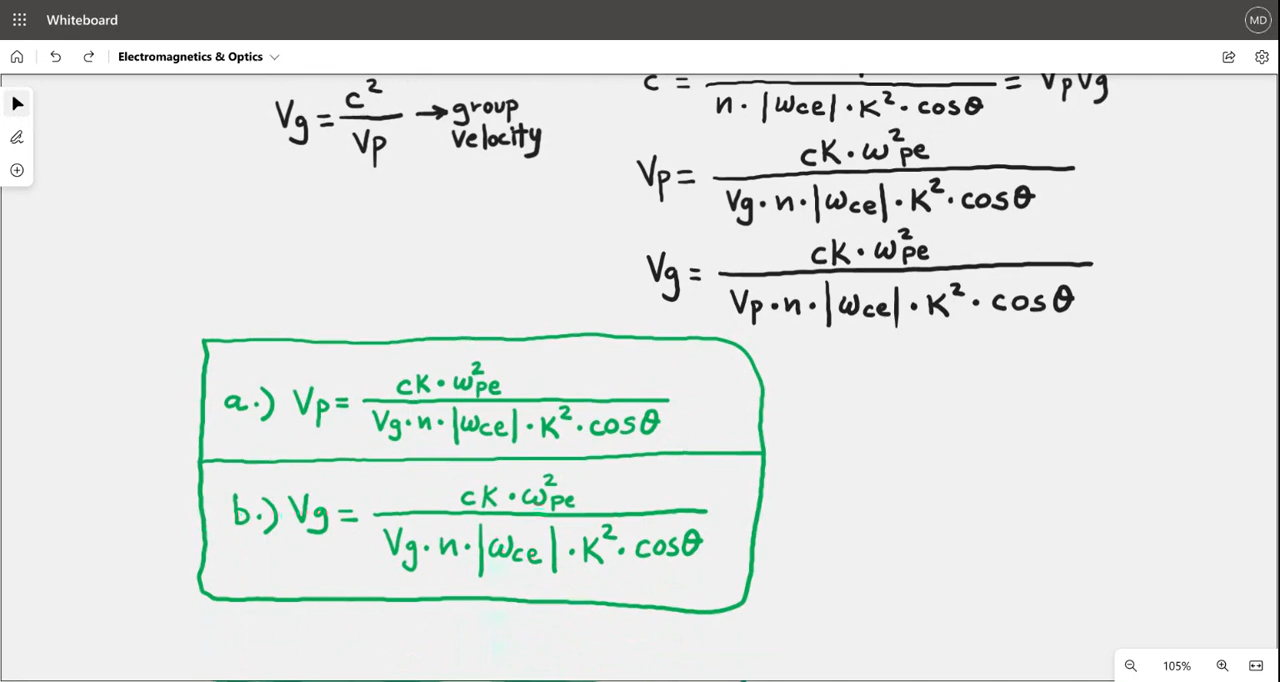 Whiteboard
MD
Electromagnetics & Optics
Vg = c² / Vp → group velocity
c = / n · |ωce| · K² · cosθ = VpVg
Vp = cK · ω²pe / Vg · n · |ωce| · K² · cosθ
Vg = cK · ω²pe / Vp · n · |ωce| · K² · cosθ
a.) Vp = cK · ω²pe / Vg · n · |ωce| · K² · cosθ
b.) Vg = cK · ω²pe / Vg · n · |ωce| · K² · cosθ
105%